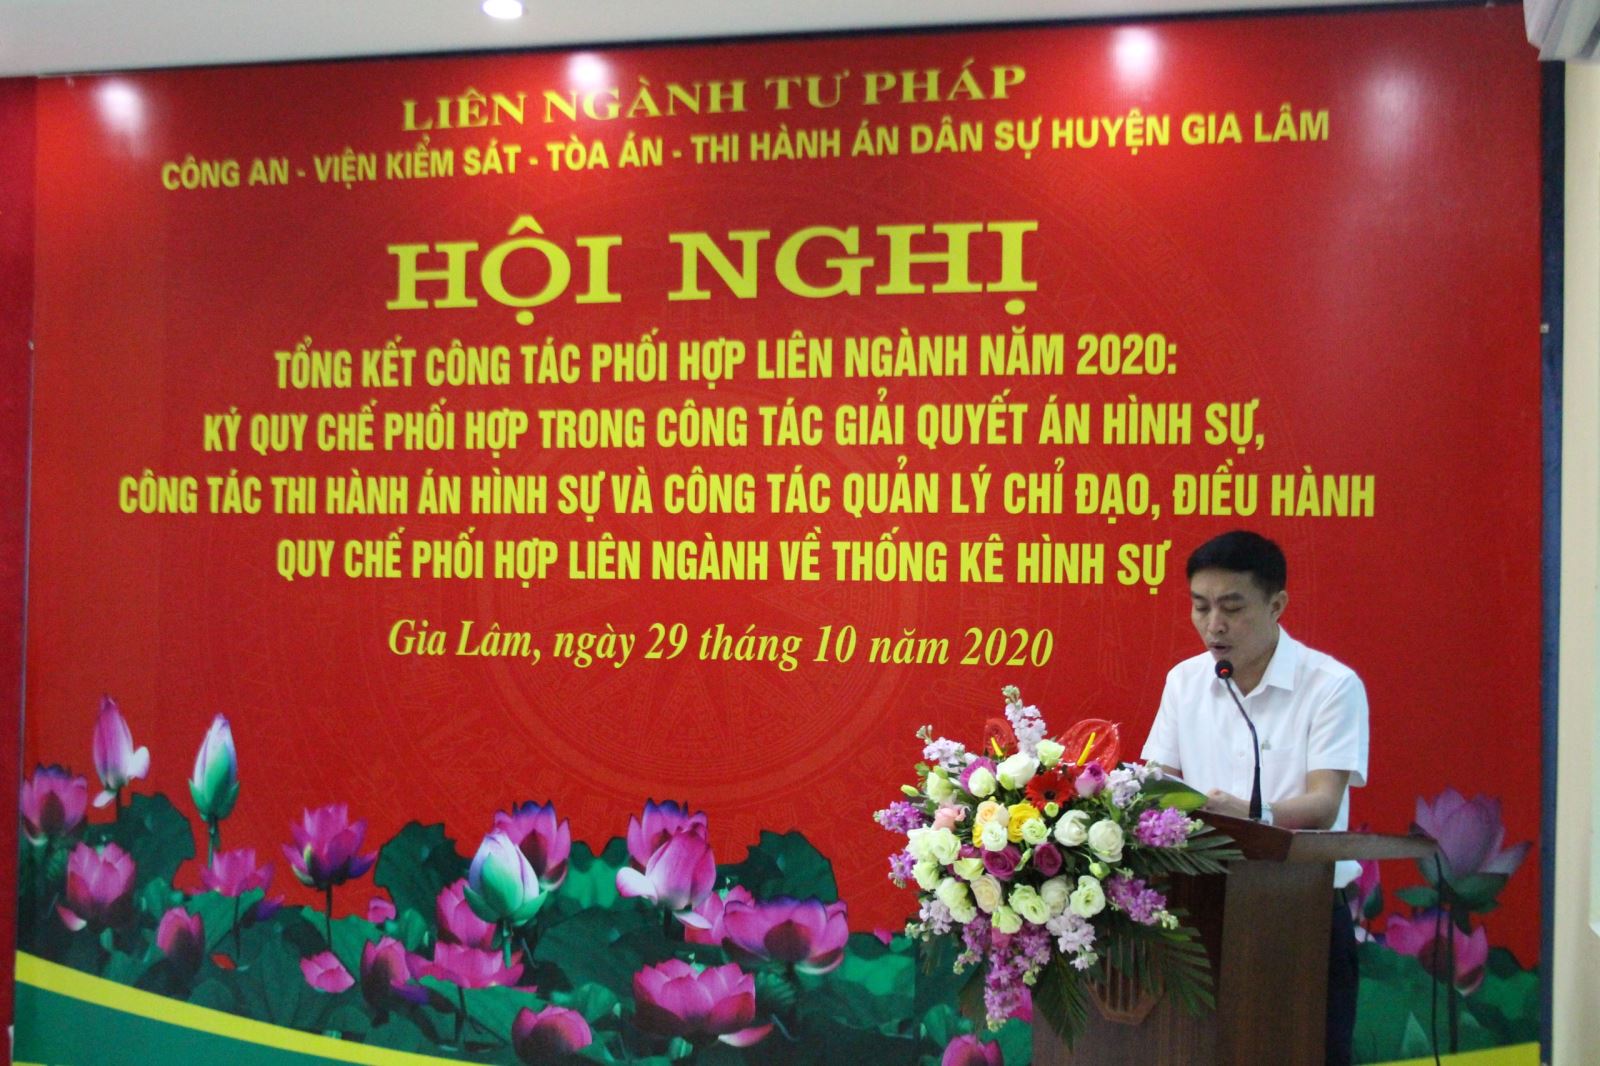 LIÊN NGÀNH TƯ PHÁP
CÔNG AN - VIỆN KIỂM SÁT - TÒA ÁN - THI HÀNH ÁN DÂN SỰ HUYỆN GIA LÂM
HỘI NGHỊ
TỔNG KẾT CÔNG TÁC PHỐI HỢP LIÊN NGÀNH NĂM 2020:
KÝ QUY CHẾ PHỐI HỢP TRONG CÔNG TÁC GIẢI QUYẾT ÁN HÌNH SỰ,
CÔNG TÁC THI HÀNH ÁN HÌNH SỰ VÀ CÔNG TÁC QUẢN LÝ CHỈ ĐẠO, ĐIỀU HÀNH
QUY CHẾ PHỐI HỢP LIÊN NGÀNH VỀ THỐNG KÊ HÌNH SỰ
Gia Lâm, ngày 29 tháng 10 năm 2020